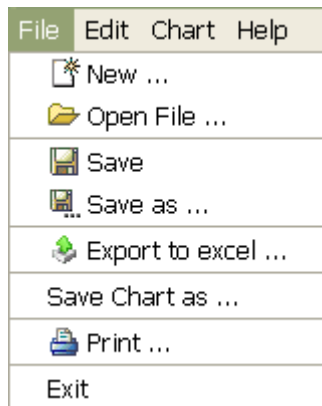 File Edit Chart Help
New ...
Open File ...
Save
Save as ...
Export to excel ...
Save Chart as ...
Print ...
Exit